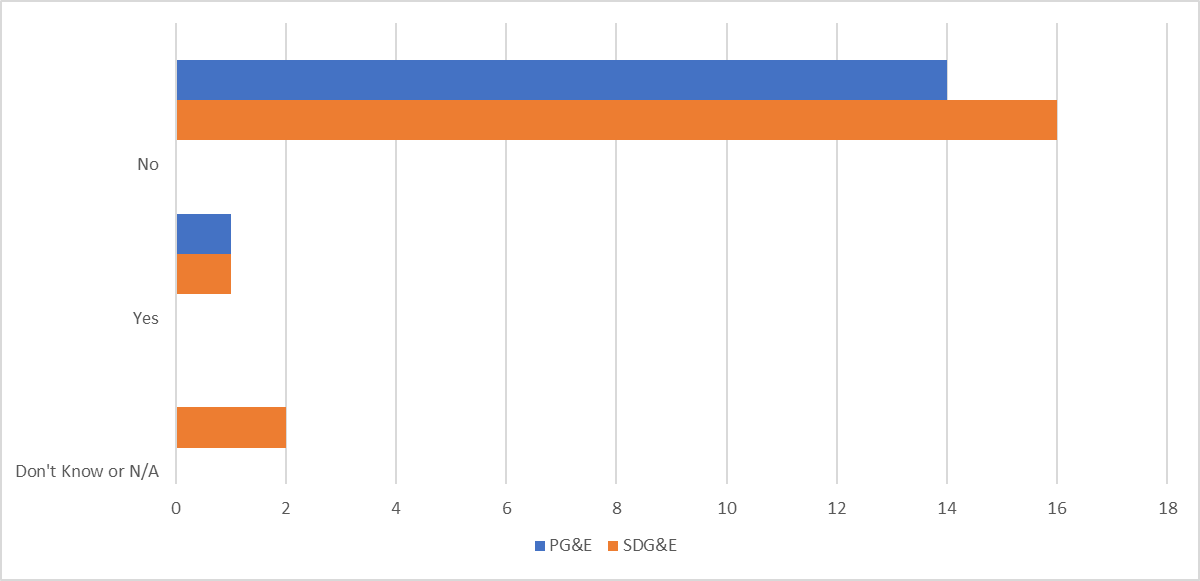 No
Yes
Don't Know or N/A
0 2 4 6 8 10 12 14 16 18
PG&E SDG&E